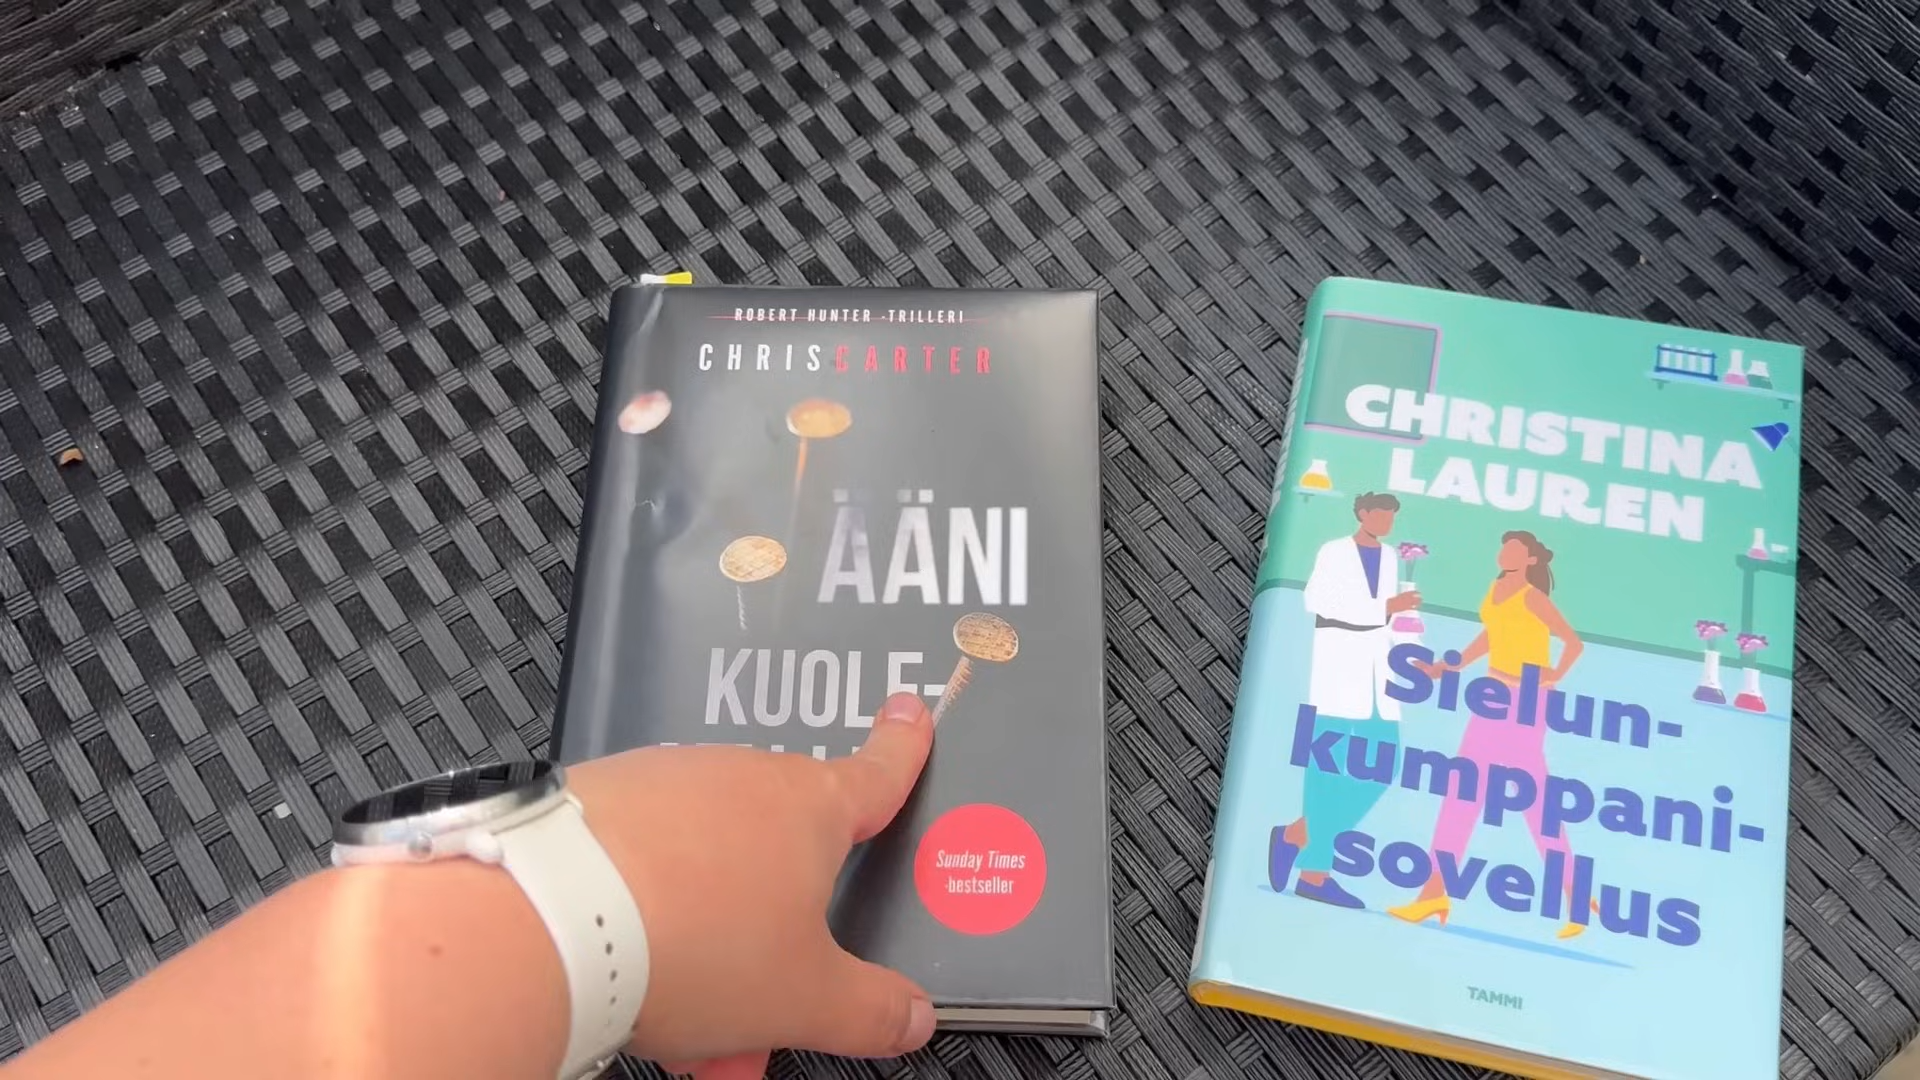 ROBERT HUNTER -TRILLERI
CHRIS CARTER
ÄÄNI
KUOLE-
Sunday Times
-bestseller
CHRISTINA
LAUREN
Sielun-
kumppani-
sovellus
TAMMI